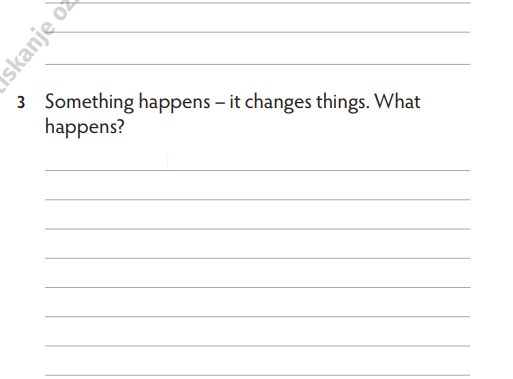 iskanje
3 Something happens – it changes things. What
happens?